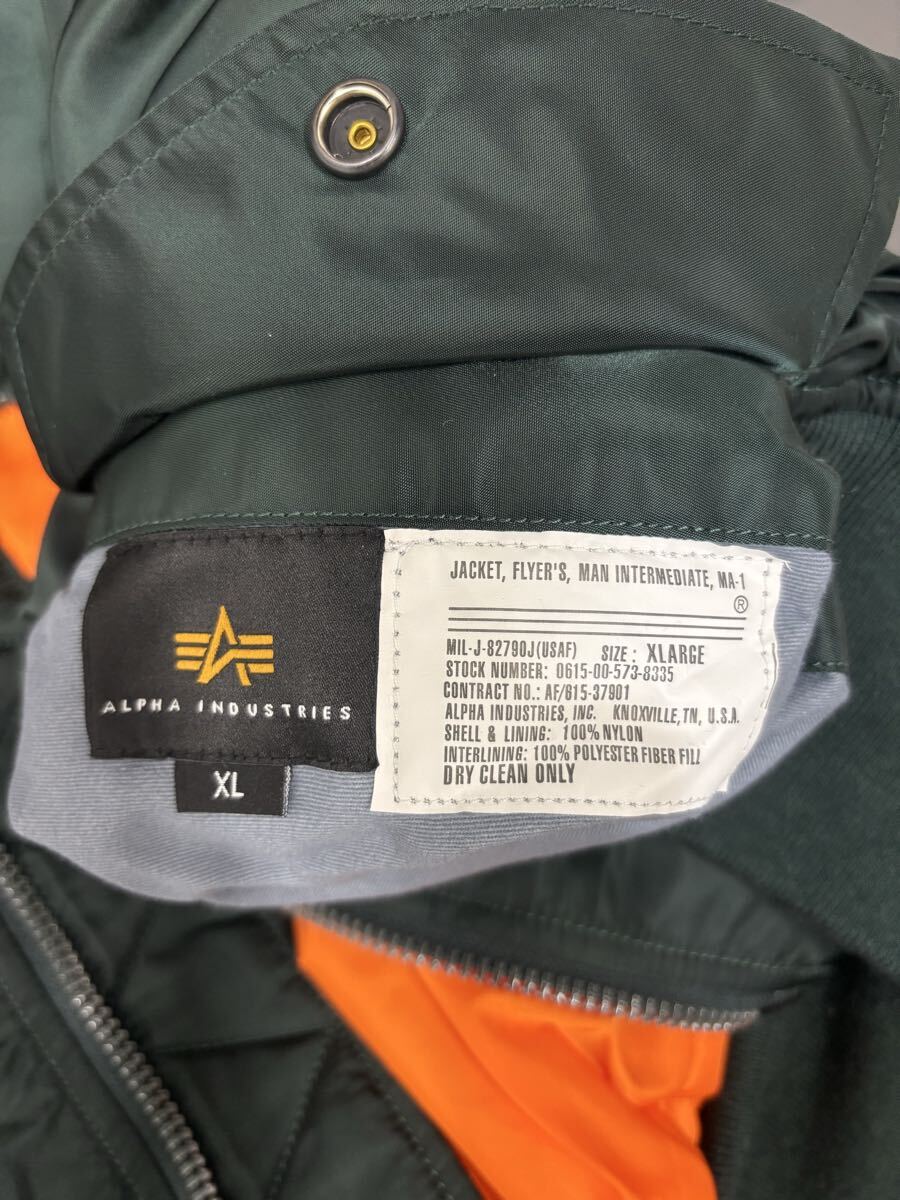 ALPHA INDUSTRIES
XL
JACKET, FLYER'S, MAN INTERMEDIATE, MA-1
®
MIL-J-82790J(USAF) SIZE: XLARGE
STOCK NUMBER: 0615-00-573-8335
CONTRACT NO.: AF/615-37901
ALPHA INDUSTRIES, INC. KNOXVILLE, TN, U.S.A.
SHELL & LINING: 100% NYLON
INTERLINING: 100% POLYESTER FIBER FILL
DRY CLEAN ONLY